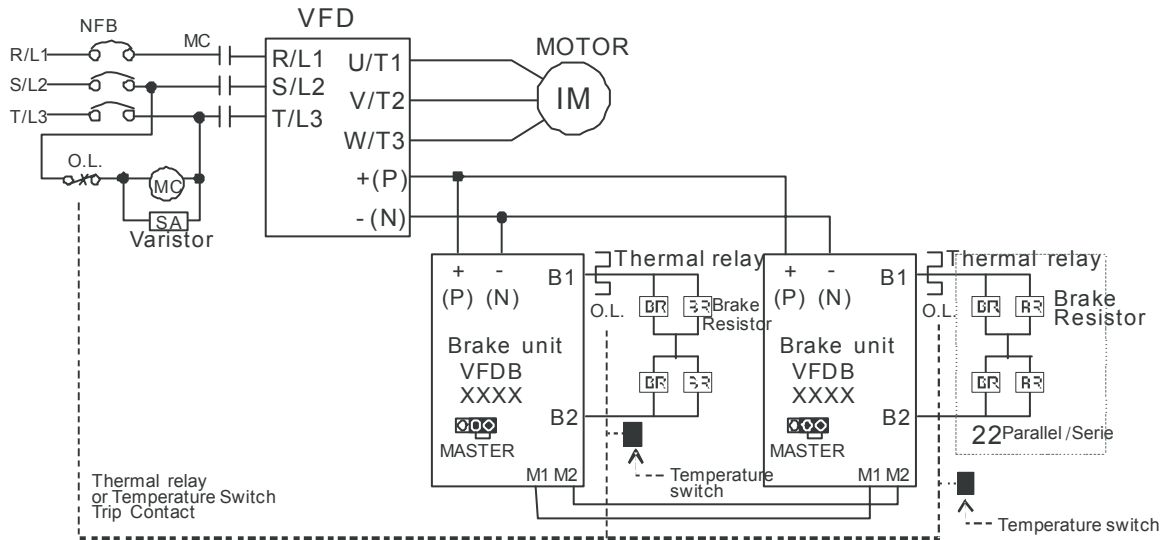 NFB
VFD
R/L1
MC
R/L1
U/T1
MOTOR
S/L2
S/L2
V/T2
IM
T/L3
T/L3
W/T3
O.L.
MC
+(P)
SA
-(N)
Varistor
+ -
(P) (N)
B1
Thermal relay
O.L.
BR
BR
Brake
Resistor
Brake unit
VFDB
XXXX
BR
BR
B2
MASTER
M1 M2
Temperature
switch
+ -
(P) (N)
B1
Thermal relay
O.L.
BR
BR
Brake
Resistor
Brake unit
VFDB
XXXX
BR
BR
B2
22Parallel/Serie
MASTER
M1 M2
Temperature switch
Thermal relay
or Temperature Switch
Trip Contact